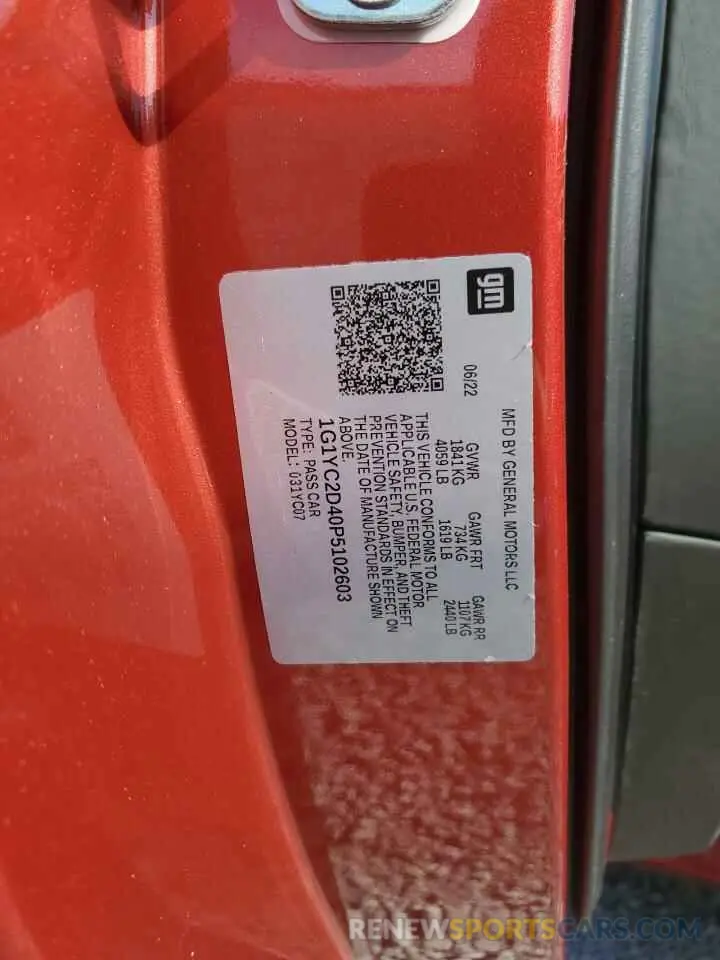 gm
MFD BY GENERAL MOTORS LLC
06/22 GVWR GAWR FRT GAWR RR
1841 KG 734 KG 1107 KG
4059 LB 1619 LB 2440 LB
THIS VEHICLE CONFORMS TO ALL
APPLICABLE U.S. FEDERAL MOTOR
VEHICLE SAFETY, BUMPER, AND THEFT
PREVENTION STANDARDS IN EFFECT ON
THE DATE OF MANUFACTURE SHOWN
ABOVE.
1G1YC2D40P5102603
TYPE: PASS CAR
MODEL: 031YC07
RENEWSPORTSCARS.COM